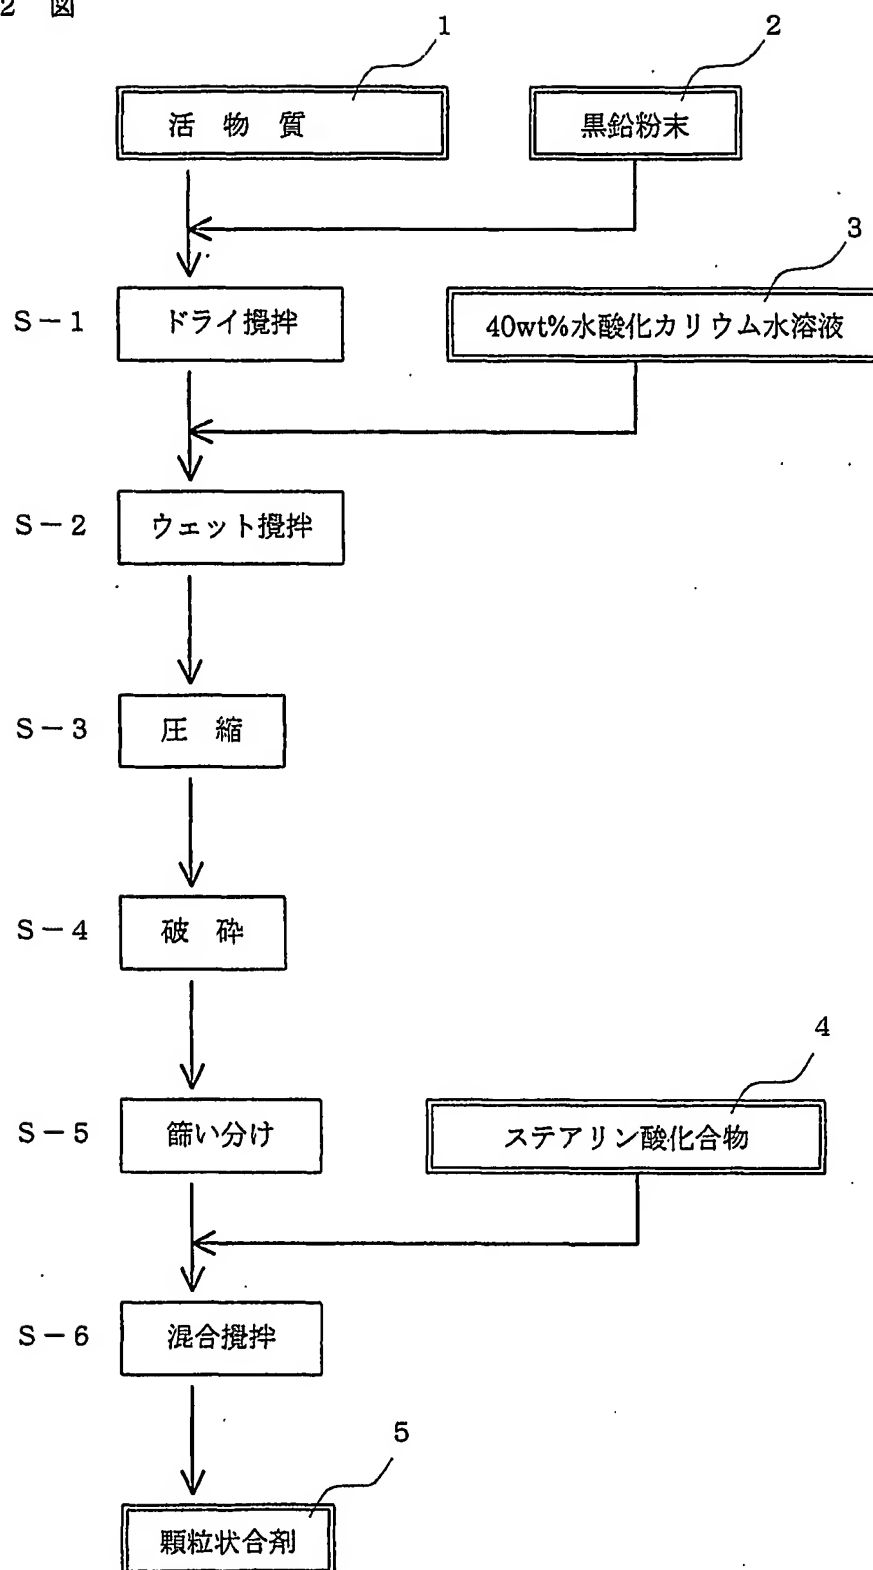 2 図
1
2
活 物 質
黒鉛粉末
3
S-1
ドライ攪拌
40wt%水酸化カリウム水溶液
S-2
ウェット攪拌
S-3
圧 縮
S-4
破 砕
4
S-5
篩い分け
ステアリン酸化合物
S-6
混合攪拌
5
顆粒状合剤